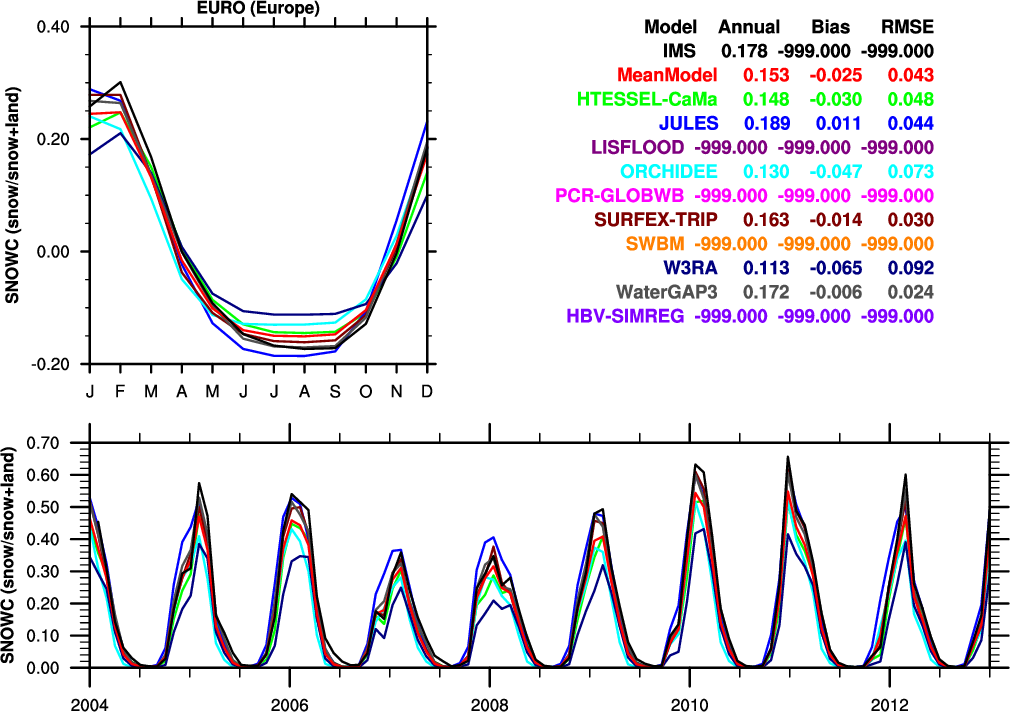 EURO (Europe)
0.40
0.20
0.00
-0.20
SNOWC (snow/snow+land)
J F M A M J J A S O N D
Model Annual Bias RMSE
IMS 0.178 -999.000 -999.000
MeanModel 0.153 -0.025 0.043
HTESSEL-CaMa 0.148 -0.030 0.048
JULES 0.189 0.011 0.044
LISFLOOD -999.000 -999.000 -999.000
ORCHIDEE 0.130 -0.047 0.073
PCR-GLOBWB -999.000 -999.000 -999.000
SURFEX-TRIP 0.163 -0.014 0.030
SWBM -999.000 -999.000 -999.000
W3RA 0.113 -0.065 0.092
WaterGAP3 0.172 -0.006 0.024
HBV-SIMREG -999.000 -999.000 -999.000
0.70
0.60
0.50
0.40
0.30
0.20
0.10
0.00
SNOWC (snow/snow+land)
2004 2006 2008 2010 2012